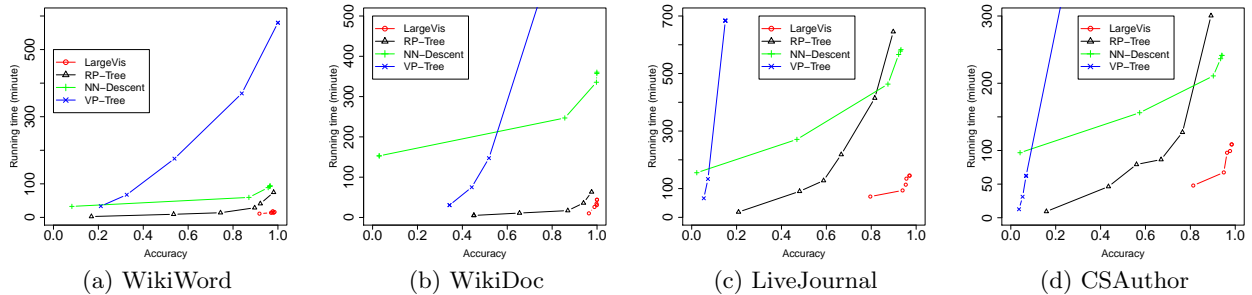 Running time (minute)
0
100
300
500
LargeVis
RP−Tree
NN−Descent
VP−Tree
0.0
0.2
0.4
0.6
0.8
1.0
Accuracy
(a) WikiWord
Running time (minute)
0
100
200
300
400
500
LargeVis
RP−Tree
NN−Descent
VP−Tree
0.0
0.2
0.4
0.6
0.8
1.0
Accuracy
(b) WikiDoc
Running time (minute)
0
100
300
500
700
LargeVis
RP−Tree
NN−Descent
VP−Tree
0.0
0.2
0.4
0.6
0.8
1.0
Accuracy
(c) LiveJournal
Running time (minute)
0
50
100
200
300
LargeVis
RP−Tree
NN−Descent
VP−Tree
0.0
0.2
0.4
0.6
0.8
1.0
Accuracy
(d) CSAuthor